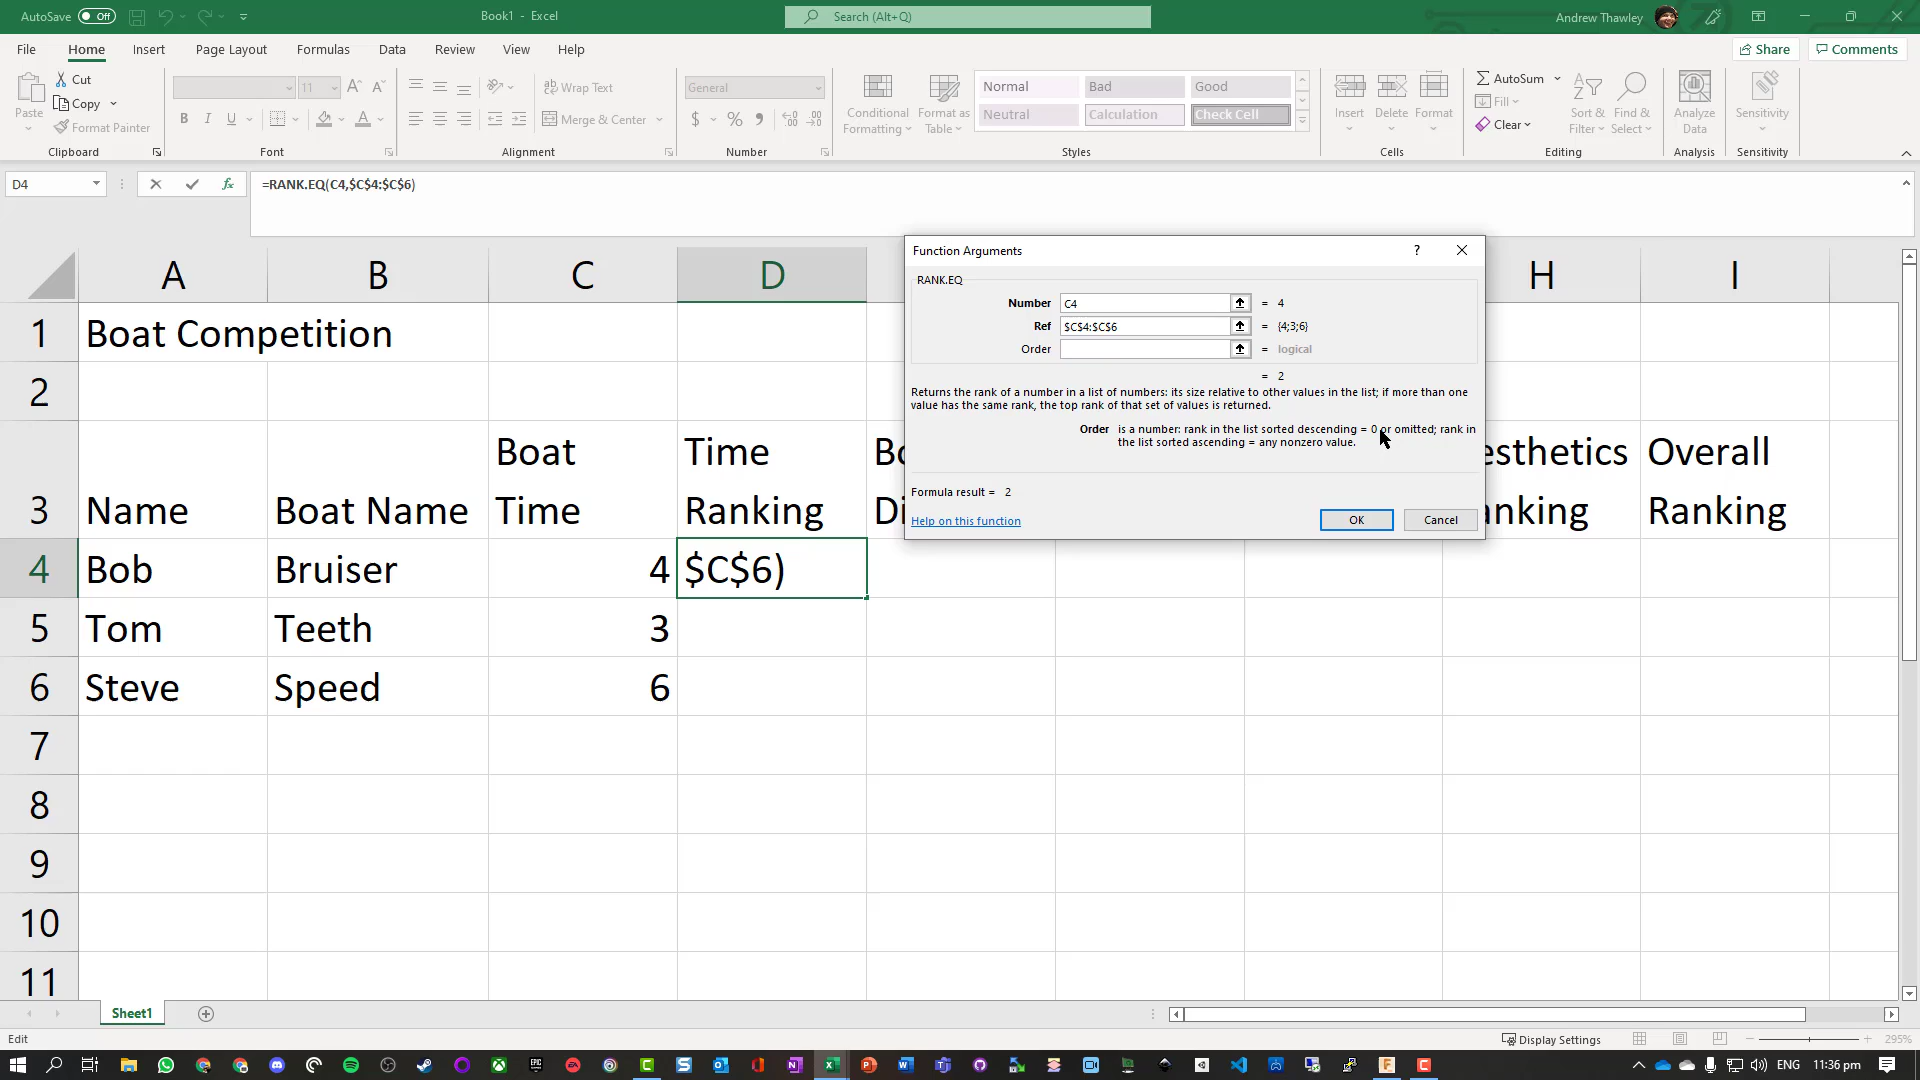 AutoSave Off
Book1 - Excel
Search (Alt+Q)
Andrew Thawley
File Home Insert Page Layout Formulas Data Review View Help
Share Comments
Paste
Cut
Copy
Format Painter
Clipboard
11
Font
Wrap Text
Merge & Center
Alignment
General
Number
Conditional Formatting
Format as Table
Normal Bad Good
Neutral Calculation Check Cell
Styles
Insert Delete Format
Cells
AutoSum
Fill
Clear
Sort & Filter
Find & Select
Editing
Analyze Data
Analysis
Sensitivity
Sensitivity
D4
fx
=RANK.EQ(C4,$C$4:$C$6)
A B C D H I
1 Boat Competition
2
3 Name Boat Name Boat Time Time Ranking Bo Di esthetics anking Overall Ranking
4 Bob Bruiser 4 $C$6)
5 Tom Teeth 3
6 Steve Speed 6
7
8
9
10
11
Function Arguments
?
RANK.EQ
Number C4 = 4
Ref $C$4:$C$6 = {4;3;6}
Order = logical
= 2
Returns the rank of a number in a list of numbers: its size relative to other values in the list; if more than one
value has the same rank, the top rank of that set of values is returned.
Order is a number: rank in the list sorted descending = 0 or omitted; rank in
the list sorted ascending = any nonzero value.
Formula result = 2
Help on this function
OK Cancel
Sheet1
Edit
Display Settings
295%
ENG 11:36 pm